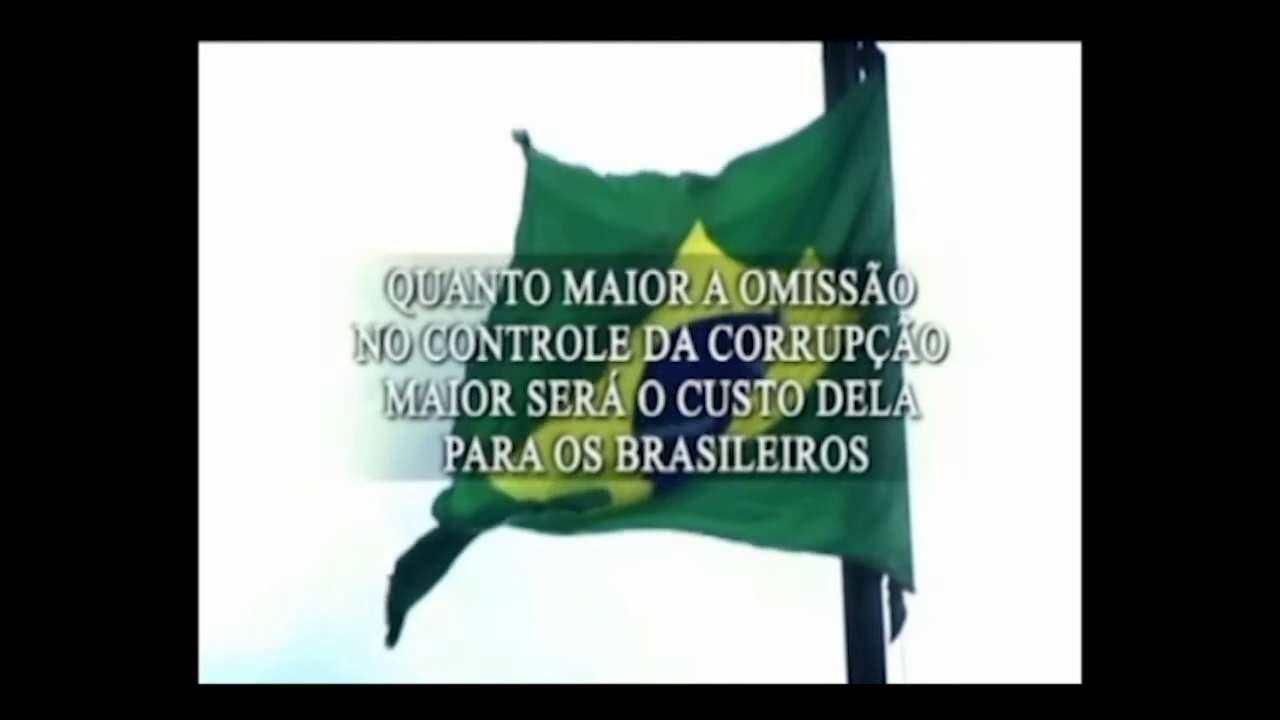 QUANTO MAIOR A OMISSÃO
NO CONTROLE DA CORRUPÇÃO
MAIOR SERÁ O CUSTO DELA
PARA OS BRASILEIROS